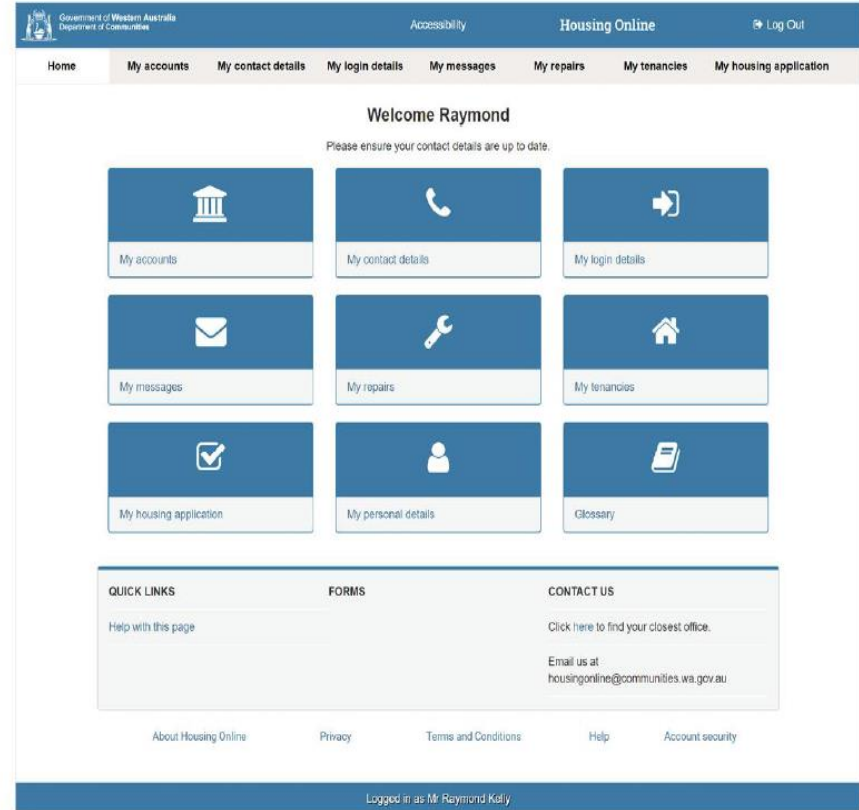 Government of Western Australia
Department of Communities
Accessibility
Housing Online
Log Out
Home
My accounts
My contact details
My login details
My messages
My repairs
My tenancies
My housing application
Welcome Raymond
Please ensure your contact details are up to date.
My accounts
My contact details
My login details
My messages
My repairs
My tenancies
My housing application
My personal details
Glossary
QUICK LINKS
Help with this page
FORMS
CONTACT US
Click here to find your closest office.
Email us at
housingonline@communities.wa.gov.au
About Housing Online
Privacy
Terms and Conditions
Help
Account security
Logged in as Mr Raymond Kelly